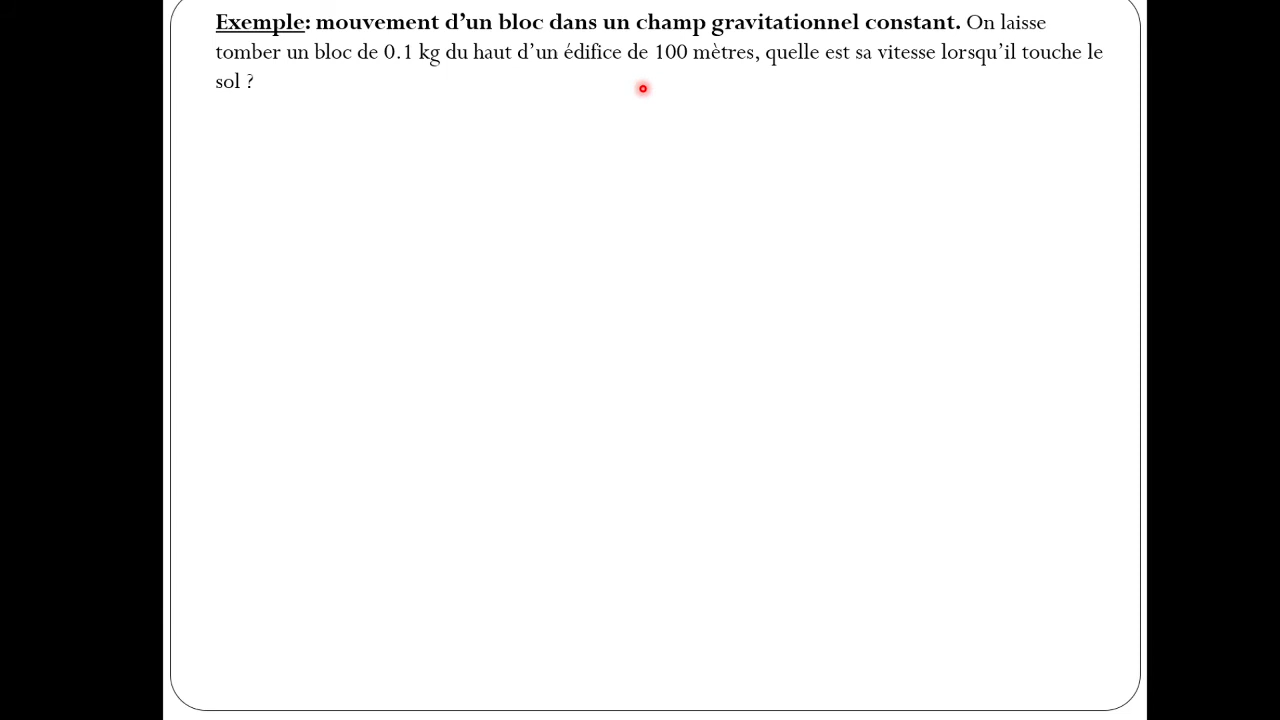 Exemple: mouvement d’un bloc dans un champ gravitationnel constant. On laisse
tomber un bloc de 0.1 kg du haut d’un édifice de 100 mètres, quelle est sa vitesse lorsqu’il touche le
sol ?